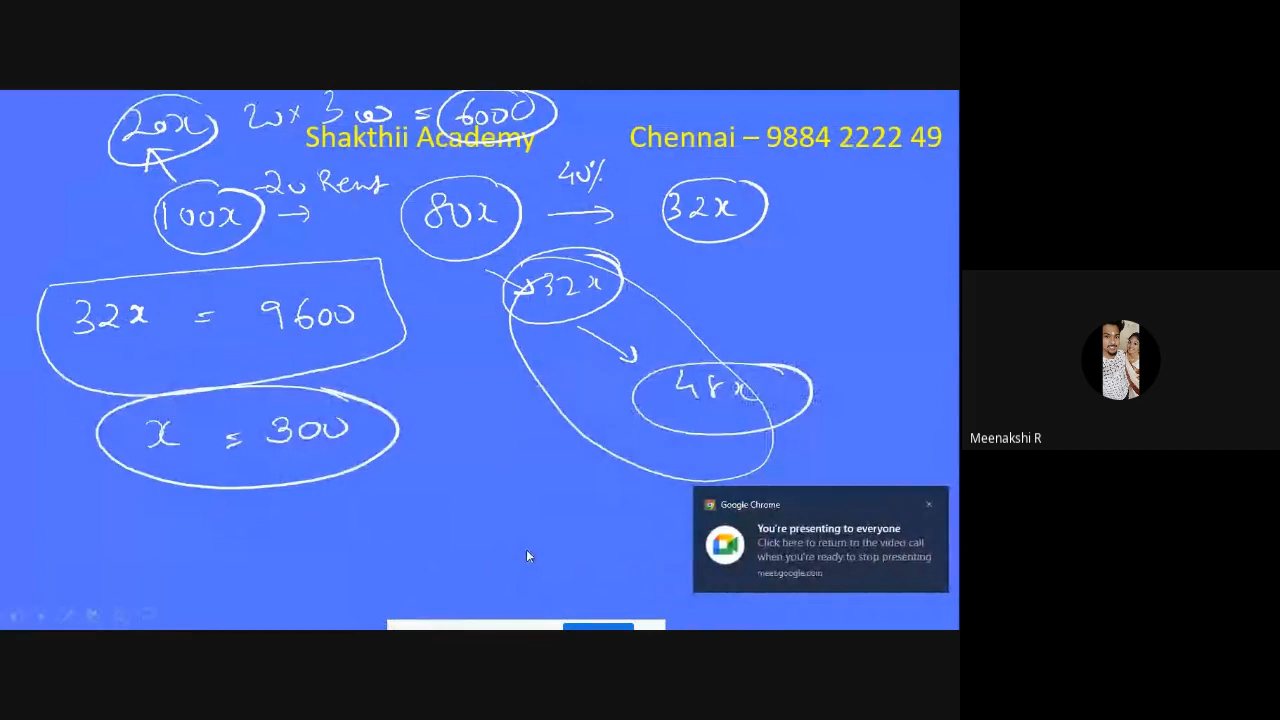 20x 20 x 300 = 6000
Shakthii Academy Chennai – 9884 2222 49
100x -20 Rent → 80x 40% → 32x
32x
32x = 9600
48x
x = 300
Google Chrome ×
You're presenting to everyone
Click here to return to the video call
when you're ready to stop presenting
meet.google.com
Meenakshi R